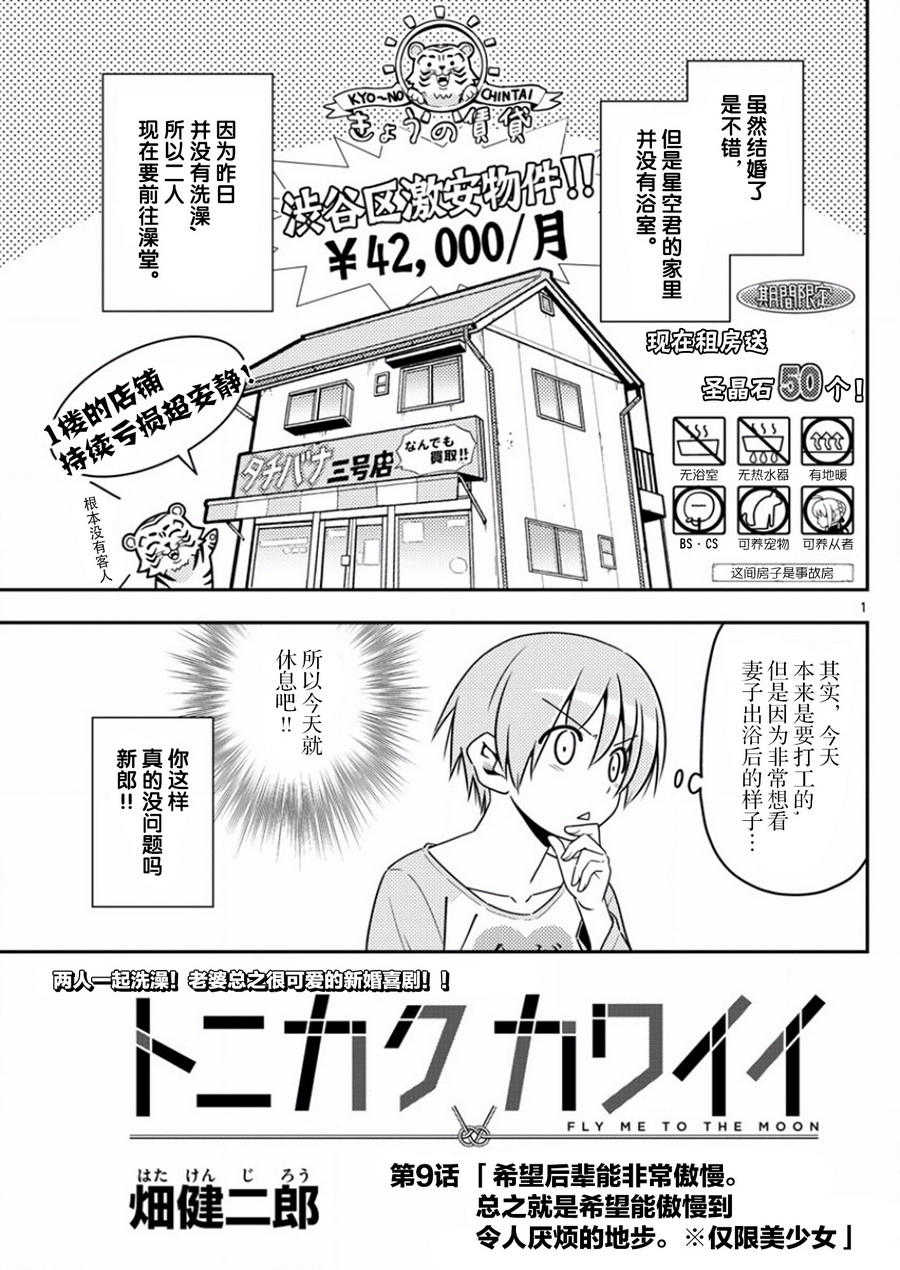 虽然结婚了
是不错,
但是星空君的家里
并没有浴室。
KYO~NO CHINTAI
きょうの賃貸
渋谷区激安物件!!
¥42,000/月
因为昨日
并没有洗澡、
所以二人
现在要前往澡堂。
期間限定
现在租房送
圣晶石50个!
无浴室
无热水器
有地暖
BS·CS
可养宠物
可养从者
这间房子是事故房
1楼的店铺
持续亏损超安静!
根本没有客人
タチバナ 三号店
なんでも
買取!!
1
其实,今天
本来是要打工的,
但是因为非常想看
妻子出浴后的样子…
所以今天就
休息吧!!
你这样
真的没问题吗
新郎!!
两人一起洗澡!老婆总之很可爱的新婚喜剧!!
トニカクカワイイ
FLY ME TO THE MOON
はたけんじろう
畑健二郎
第9话「希望后辈能非常傲慢。
总之就是希望能傲慢到
令人厌烦的地步。※仅限美少女」